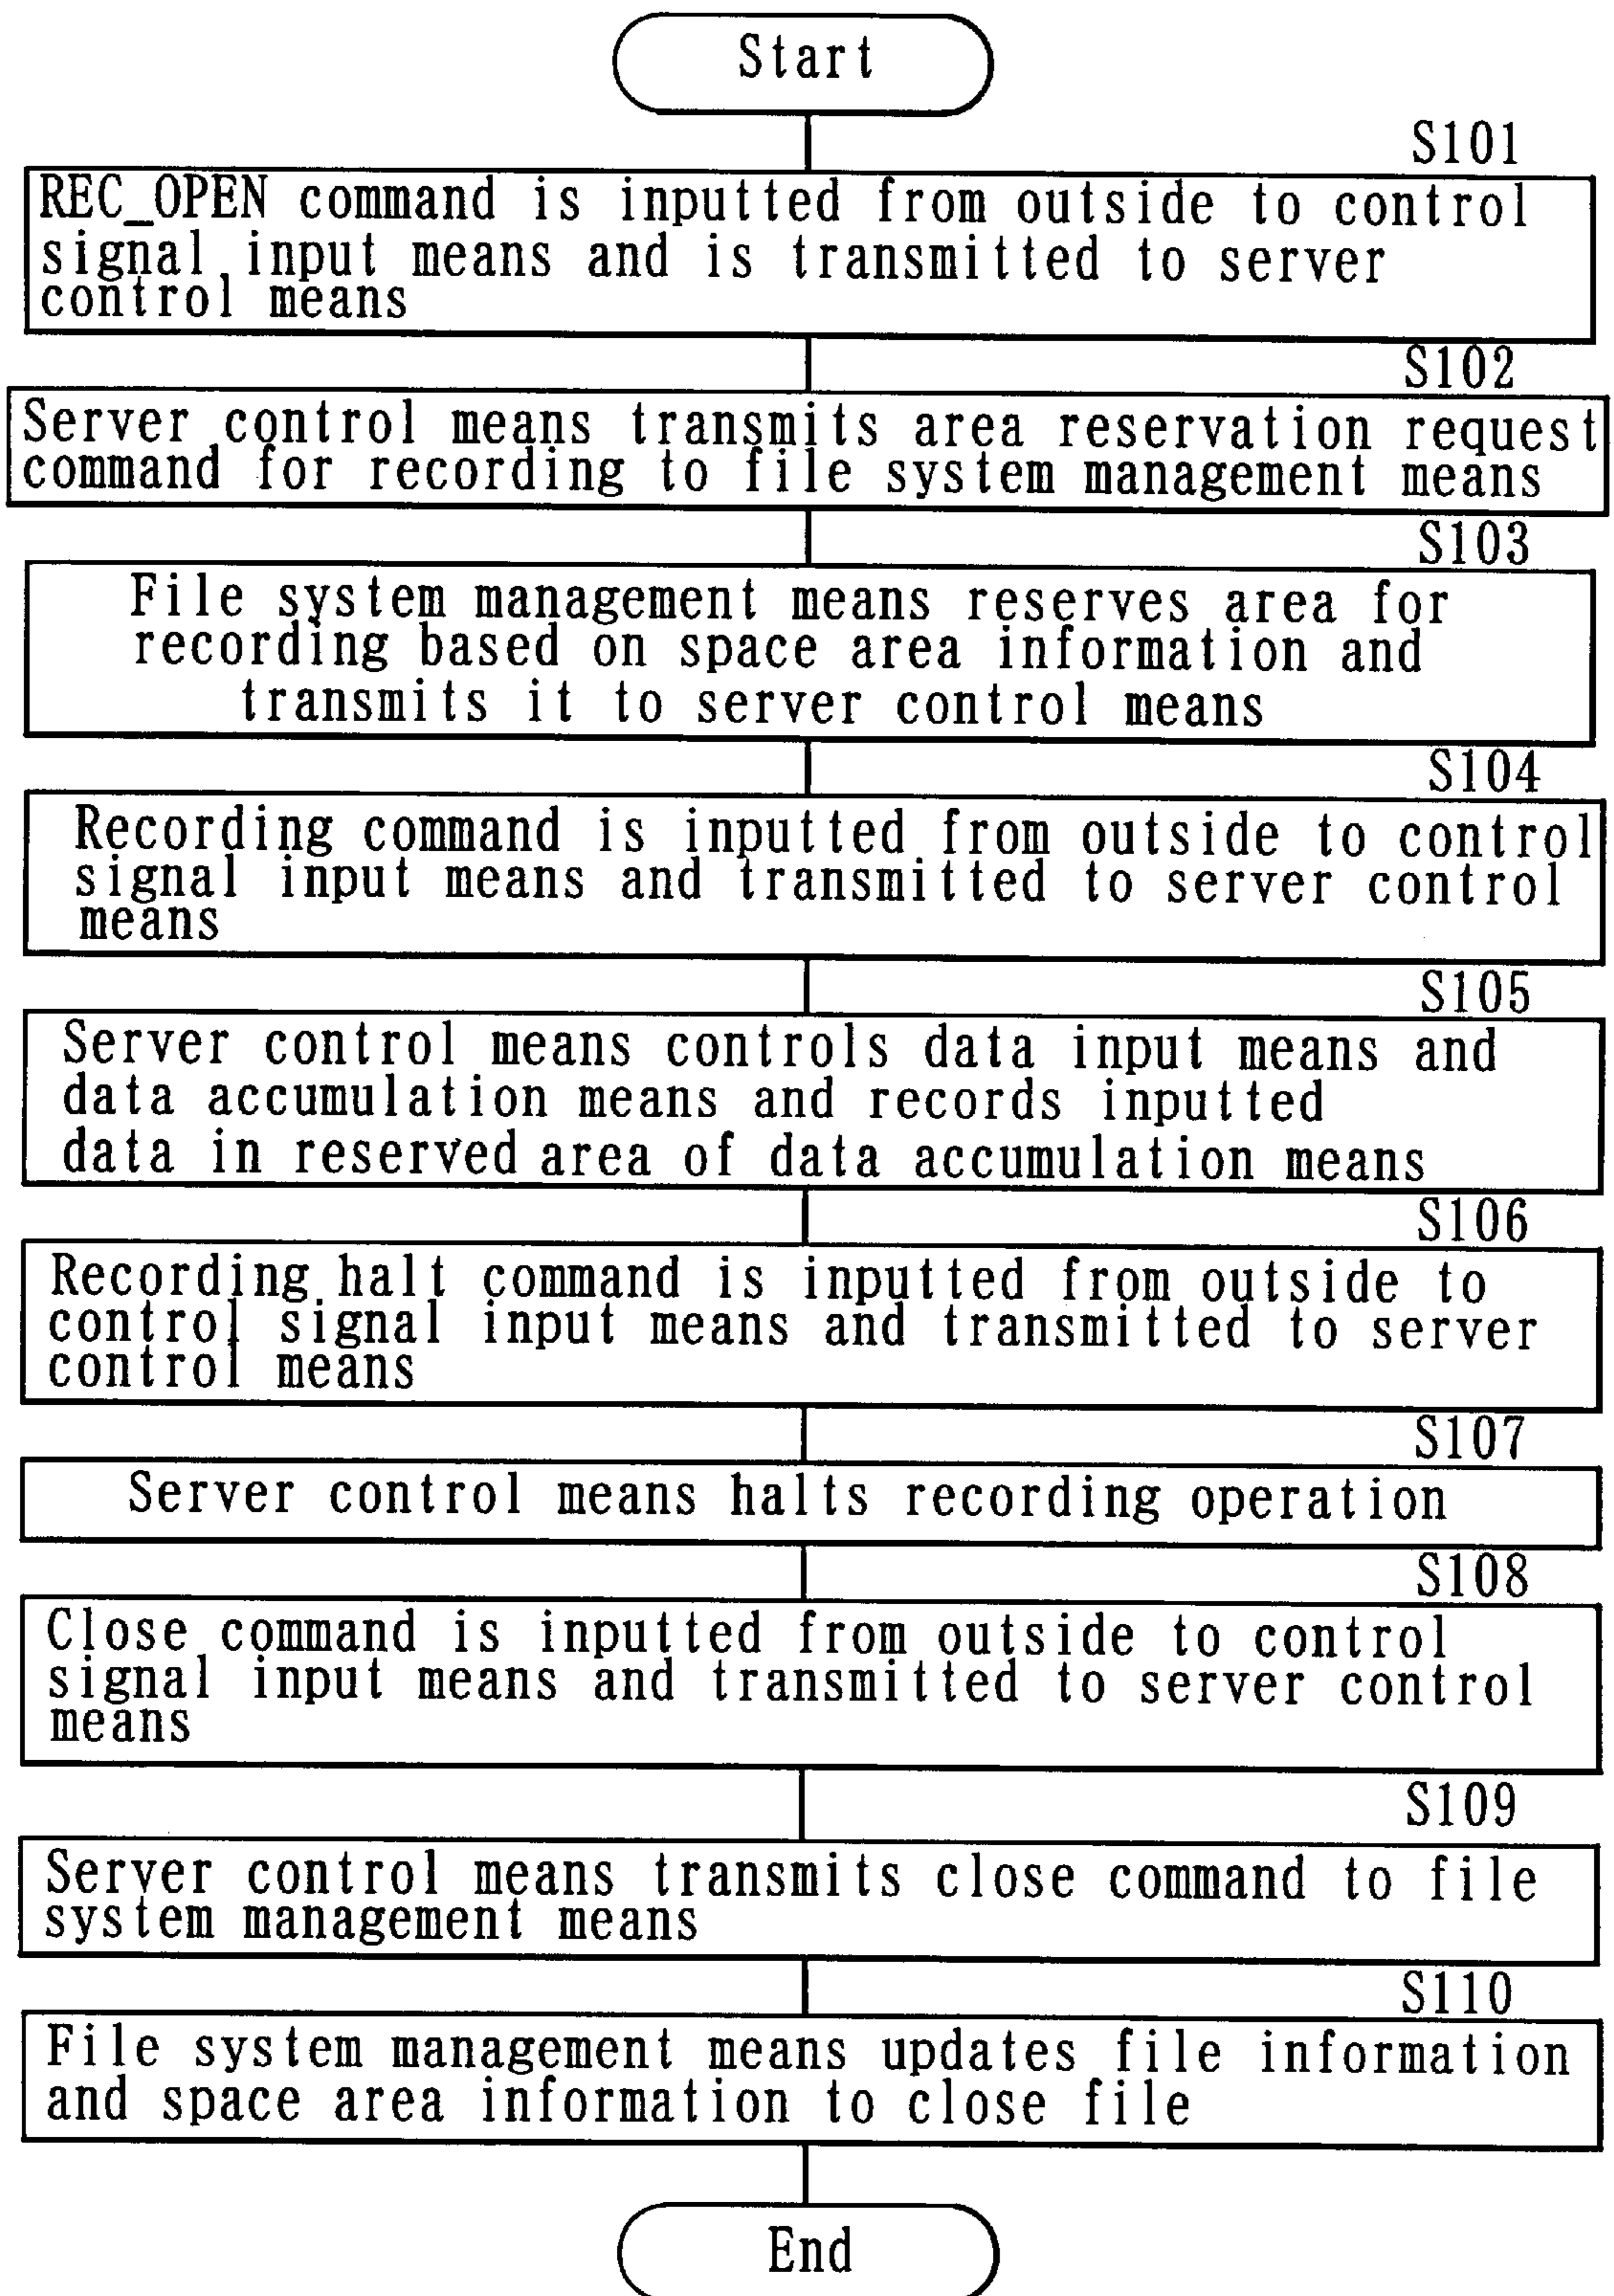 Start
S101
REC_OPEN command is inputted from outside to control
signal input means and is transmitted to server
control means
S102
Server control means transmits area reservation request
command for recording to file system management means
S103
File system management means reserves area for
recording based on space area information and
transmits it to server control means
S104
Recording command is inputted from outside to control
signal input means and transmitted to server control
means
S105
Server control means controls data input means and
data accumulation means and records inputted
data in reserved area of data accumulation means
S106
Recording halt command is inputted from outside to
control signal input means and transmitted to server
control means
S107
Server control means halts recording operation
S108
Close command is inputted from outside to control
signal input means and transmitted to server control
means
S109
Server control means transmits close command to file
system management means
S110
File system management means updates file information
and space area information to close file
End